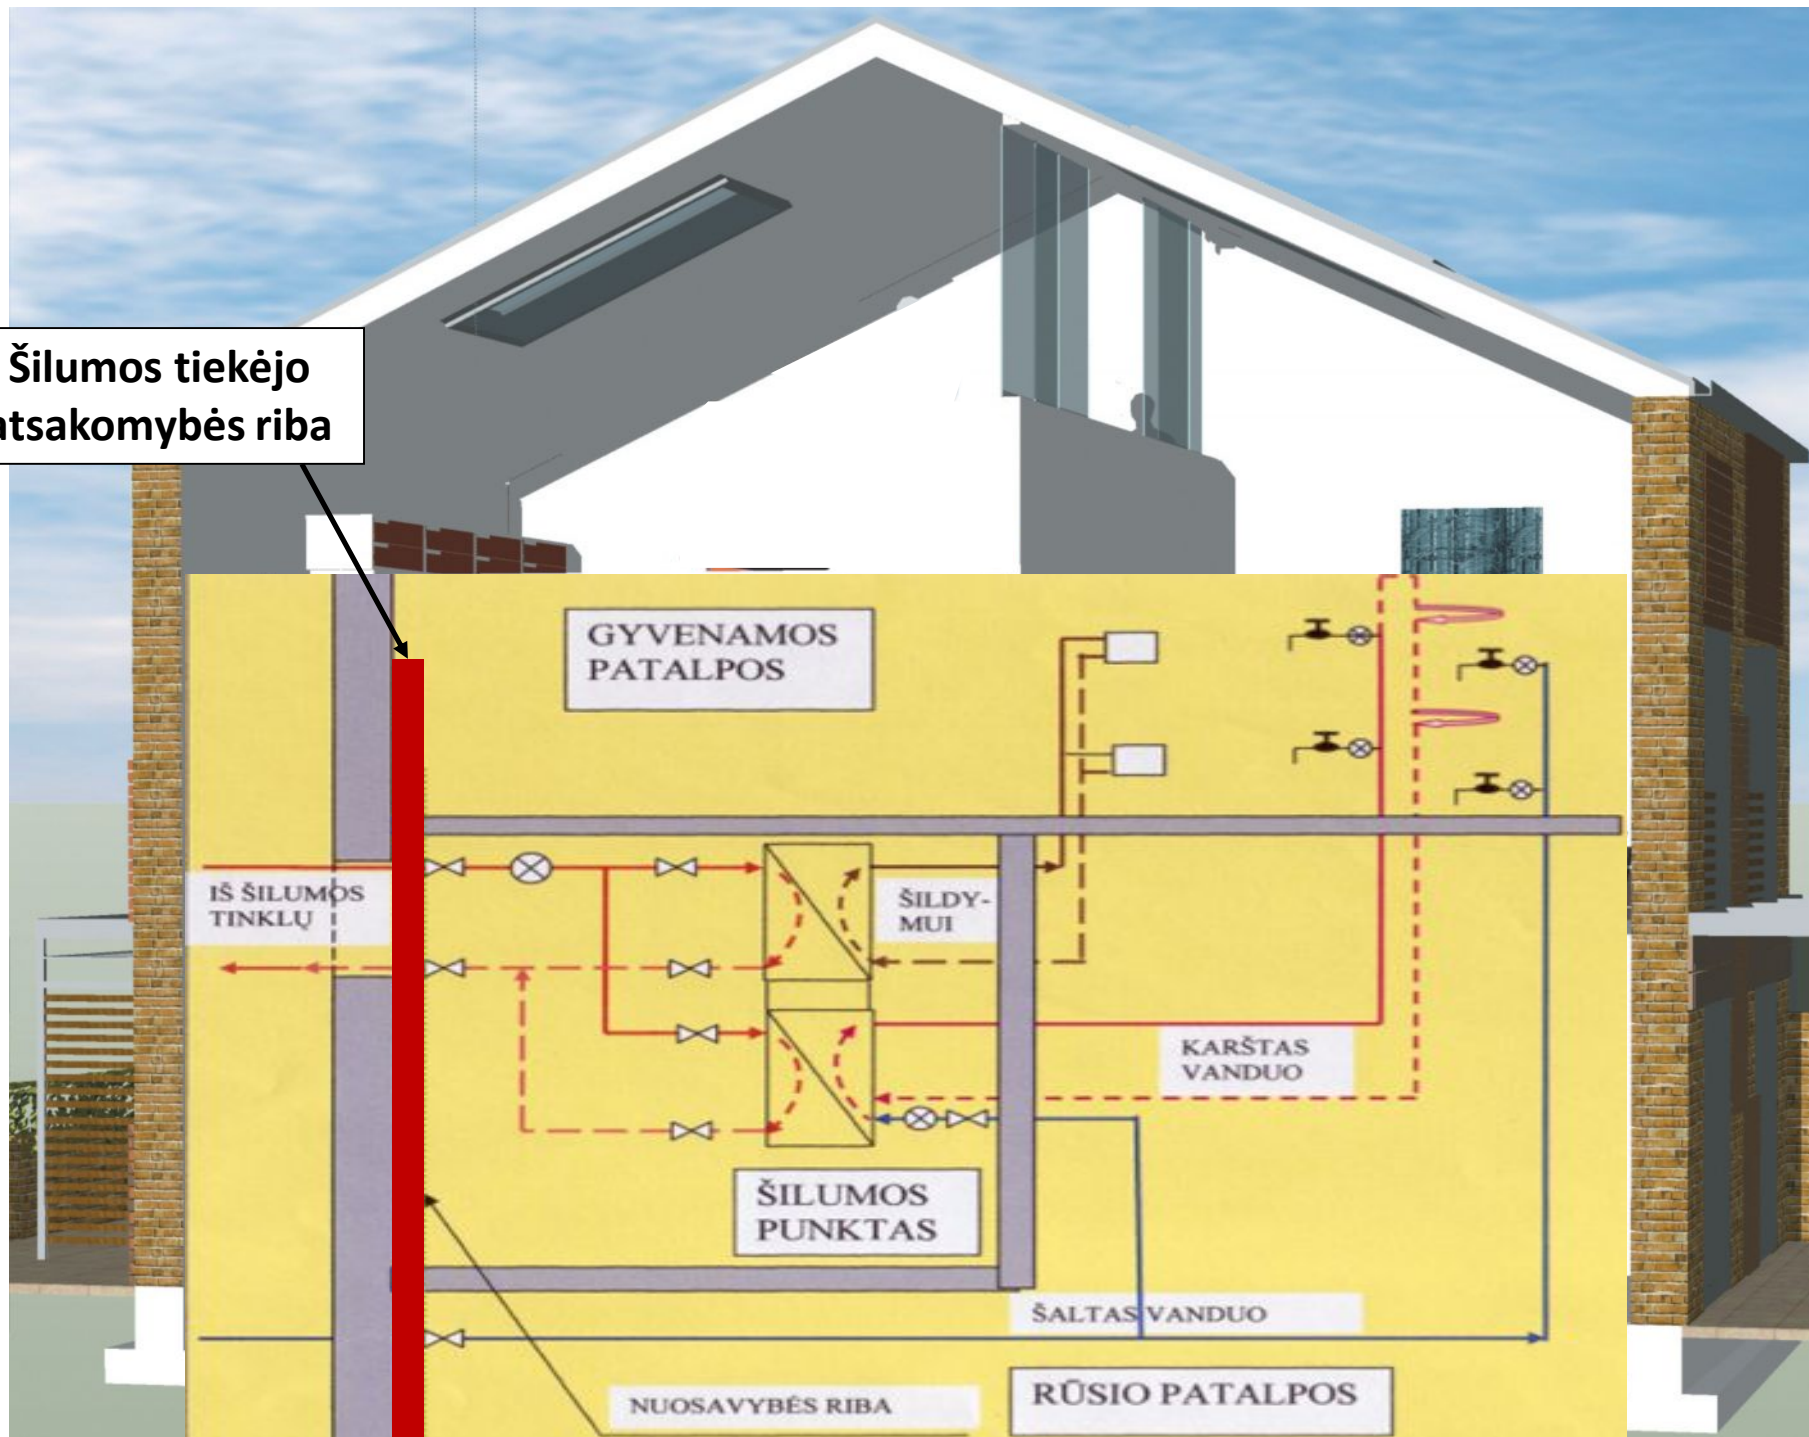 Šilumos tiekėjo
atsakomybės riba
GYVENAMOS
PATALPOS
IŠ ŠILUMOS
TINKLŲ
ŠILDY-
MUI
KARŠTAS
VANDUO
ŠILUMOS
PUNKTAS
ŠALTAS VANDUO
NUOSAVYBĖS RIBA
RŪSIO PATALPOS